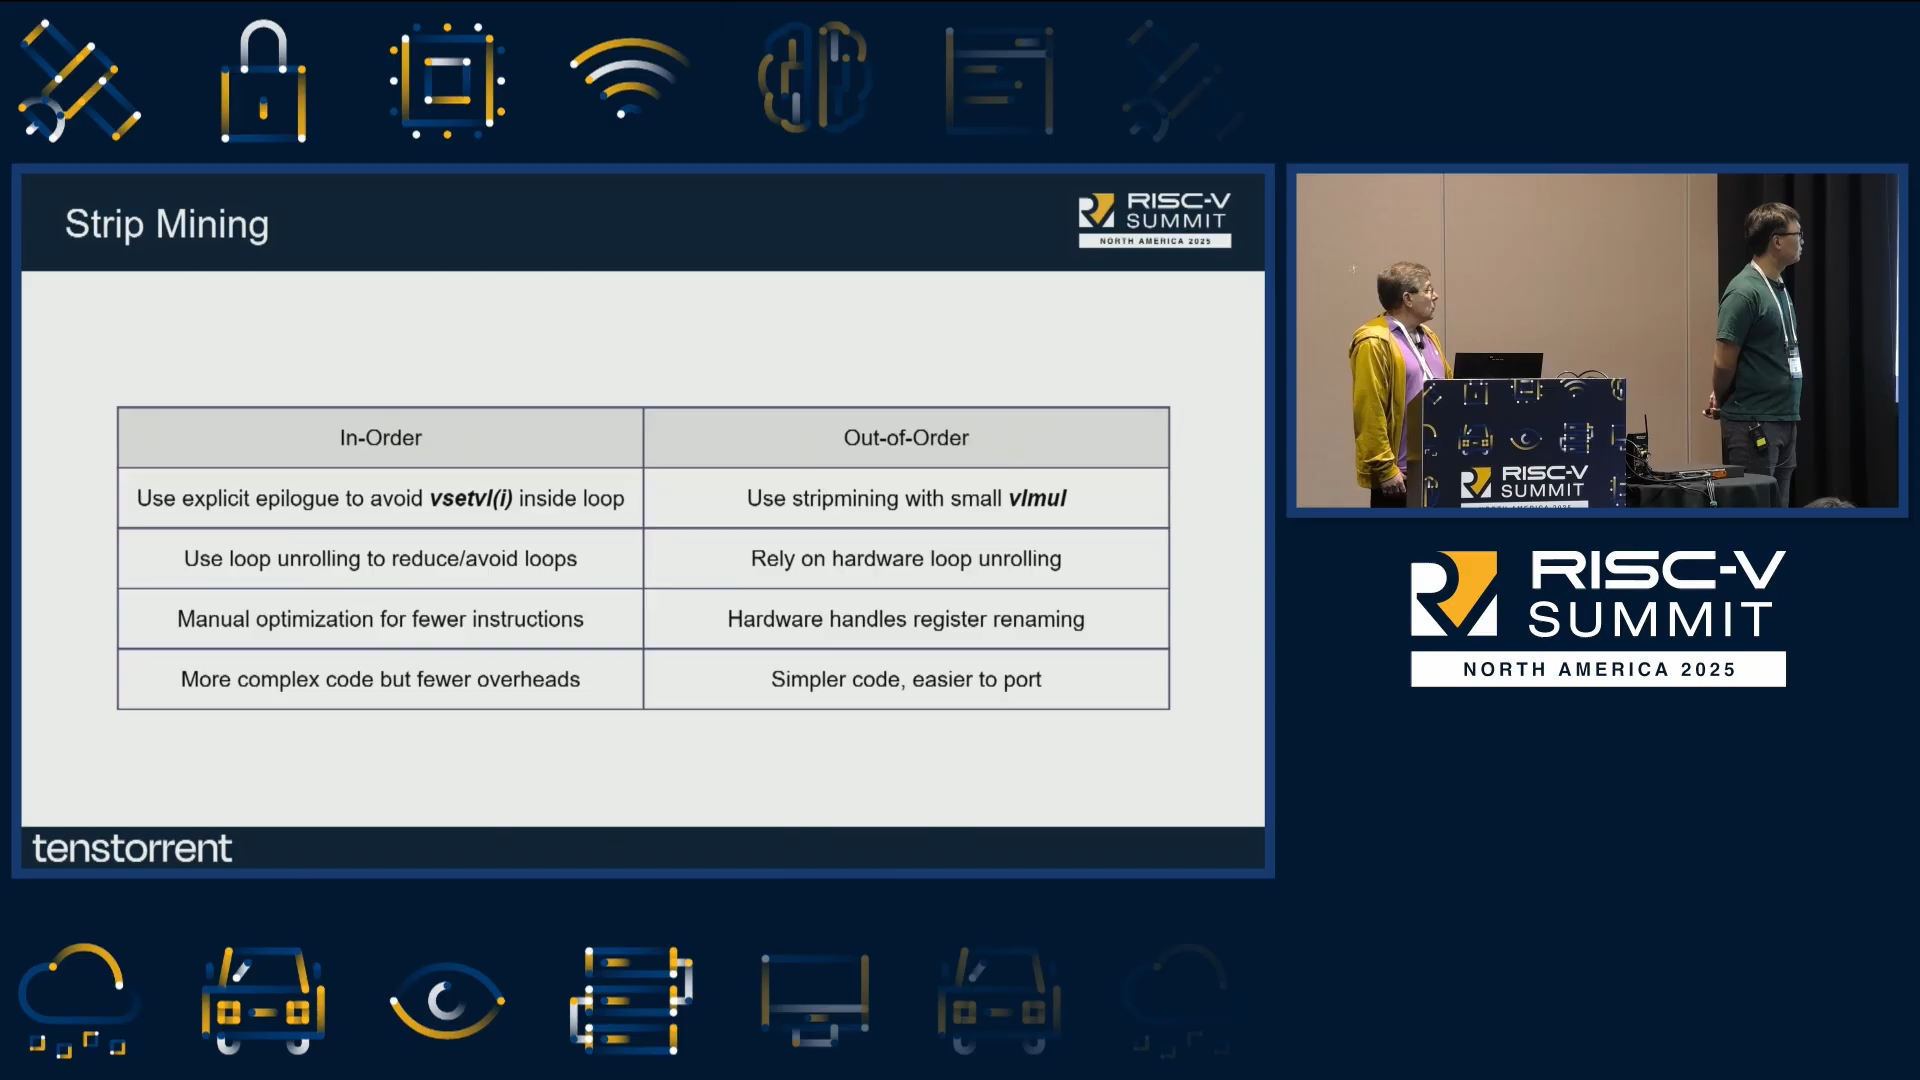 Strip Mining
RISC-V
SUMMIT
NORTH AMERICA 2025
In-Order
Out-of-Order
Use explicit epilogue to avoid vsetvl(i) inside loop
Use stripmining with small vlmul
Use loop unrolling to reduce/avoid loops
Rely on hardware loop unrolling
Manual optimization for fewer instructions
Hardware handles register renaming
More complex code but fewer overheads
Simpler code, easier to port
tenstorrent
RISC-V
SUMMIT
RISC-V
SUMMIT
NORTH AMERICA 2025